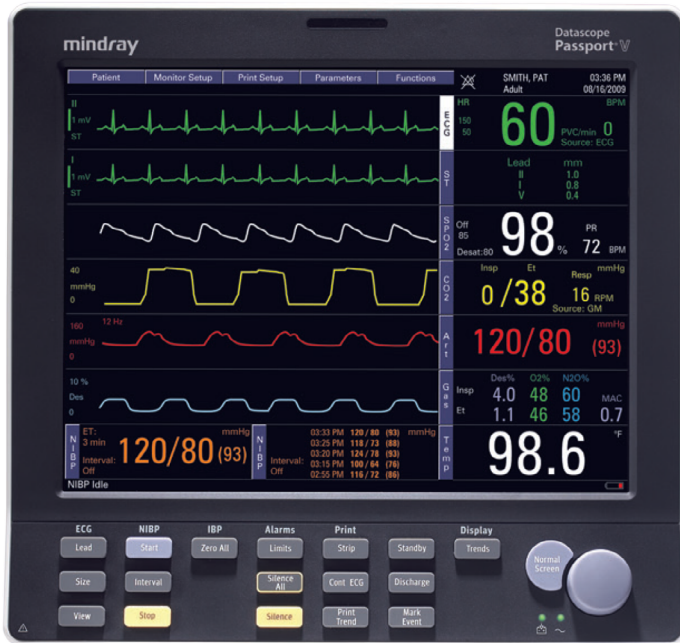 mindray
Datascope
Passport V
Patient Monitor Setup Print Setup Parameters Functions
SMITH, PAT 03:36 PM
Adult 08/16/2009
II
1 mV
ST
ECG
HR BPM
150
50
60
PVC/min 0
Source: ECG
I
1 mV
ST
ST
Lead mm
II 1.0
I 0.8
V 0.4
SPO2
Off
85
Desat:80
98 %
PR
72 BPM
40
mmHg
0
CO2
Insp Et Resp mmHg
0/38 16 RPM
Source: GM
160 12 Hz
mmHg
0
Art
mmHg
120/80 (93)
10 %
Des
0
Gas
Des% O2% N2O%
Insp 4.0 48 60 MAC
Et 1.1 46 58 0.7
NIBP
ET:
3 min
Interval:
Off
mmHg
120/80 (93)
NIBP
Interval:
Off
03:33 PM 120 / 80 (93) mmHg
03:25 PM 118 / 73 (88)
03:20 PM 124 / 78 (93)
03:15 PM 100 / 64 (76)
02:55 PM 116 / 72 (86)
Temp
98.6 °F
NIBP Idle
ECG NIBP IBP Alarms Print Display
Lead Start Zero All Limits Strip Standby Trends
Size Interval Silence All Cont ECG Discharge
View Stop Silence Print Trend Mark Event
Normal
Screen